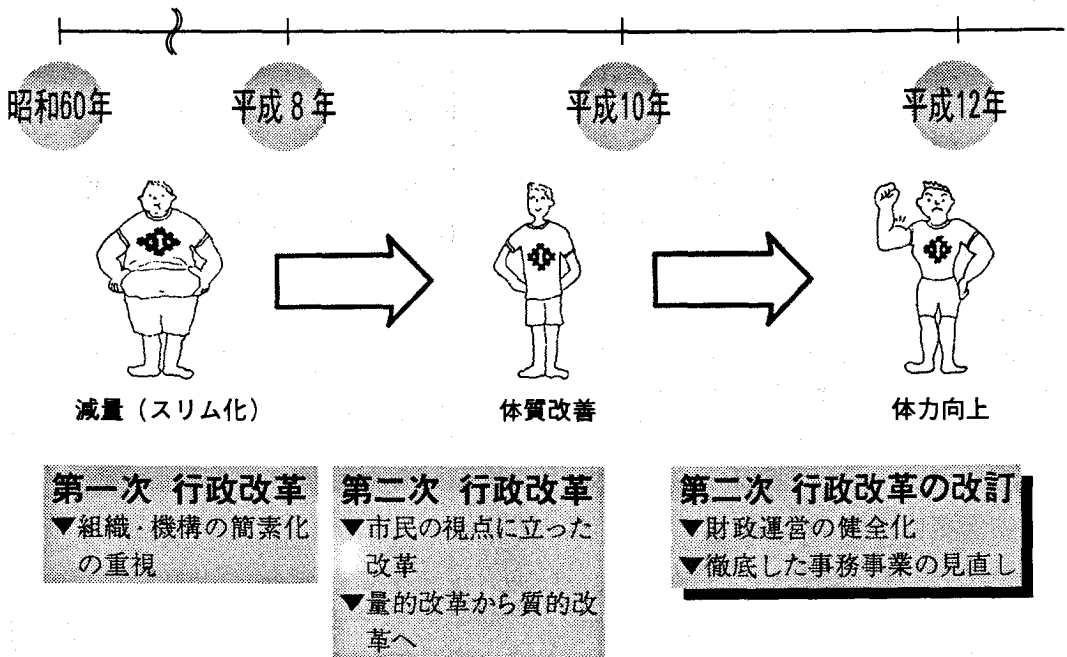 昭和60年
平成8年
平成10年
平成12年
減量(スリム化)
体質改善
体力向上
第一次 行政改革
▼組織・機構の簡素化
の重視
第二次 行政改革
▼市民の視点に立った
改革
▼量的改革から質的改
革へ
第二次 行政改革の改訂
▼財政運営の健全化
▼徹底した事務事業の見直し